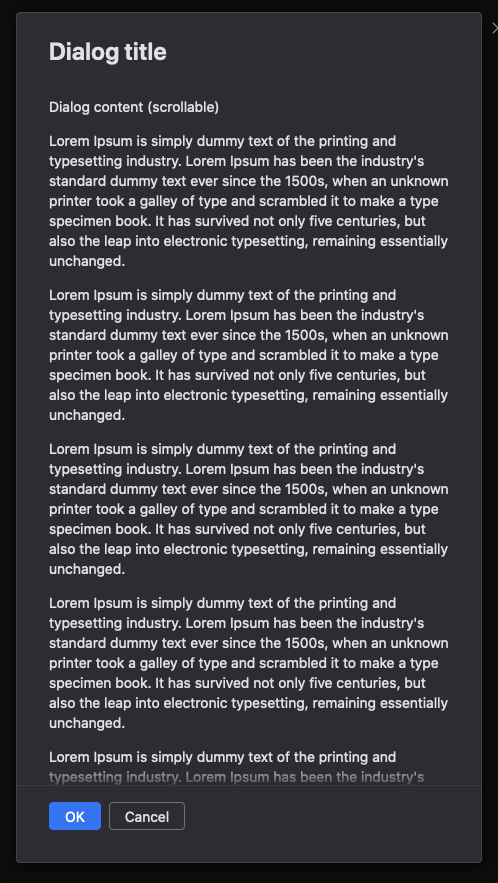 Dialog title
Dialog content (scrollable)
Lorem Ipsum is simply dummy text of the printing and
typesetting industry. Lorem Ipsum has been the industry's
standard dummy text ever since the 1500s, when an unknown
printer took a galley of type and scrambled it to make a type
specimen book. It has survived not only five centuries, but
also the leap into electronic typesetting, remaining essentially
unchanged.
Lorem Ipsum is simply dummy text of the printing and
typesetting industry. Lorem Ipsum has been the industry's
standard dummy text ever since the 1500s, when an unknown
printer took a galley of type and scrambled it to make a type
specimen book. It has survived not only five centuries, but
also the leap into electronic typesetting, remaining essentially
unchanged.
Lorem Ipsum is simply dummy text of the printing and
typesetting industry. Lorem Ipsum has been the industry's
standard dummy text ever since the 1500s, when an unknown
printer took a galley of type and scrambled it to make a type
specimen book. It has survived not only five centuries, but
also the leap into electronic typesetting, remaining essentially
unchanged.
Lorem Ipsum is simply dummy text of the printing and
typesetting industry. Lorem Ipsum has been the industry's
standard dummy text ever since the 1500s, when an unknown
printer took a galley of type and scrambled it to make a type
specimen book. It has survived not only five centuries, but
also the leap into electronic typesetting, remaining essentially
unchanged.
Lorem Ipsum is simply dummy text of the printing and
typesetting industry. Lorem Ipsum has been the industry's
OK Cancel